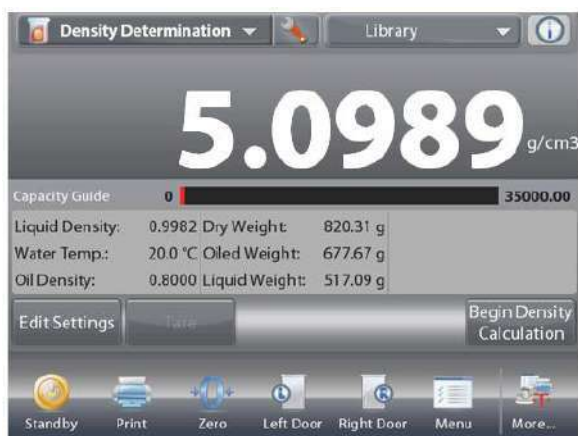 Density Determination Library
5.0989 g/cm3
Capacity Guide 0 35000.00
Liquid Density: 0.9982 Dry Weight: 820.31 g
Water Temp.: 20.0 °C Oiled Weight: 677.67 g
Oil Density: 0.8000 Liquid Weight: 517.09 g
Edit Settings Tare Begin Density
Calculation
L R
Standby Print Zero Left Door Right Door Menu More...